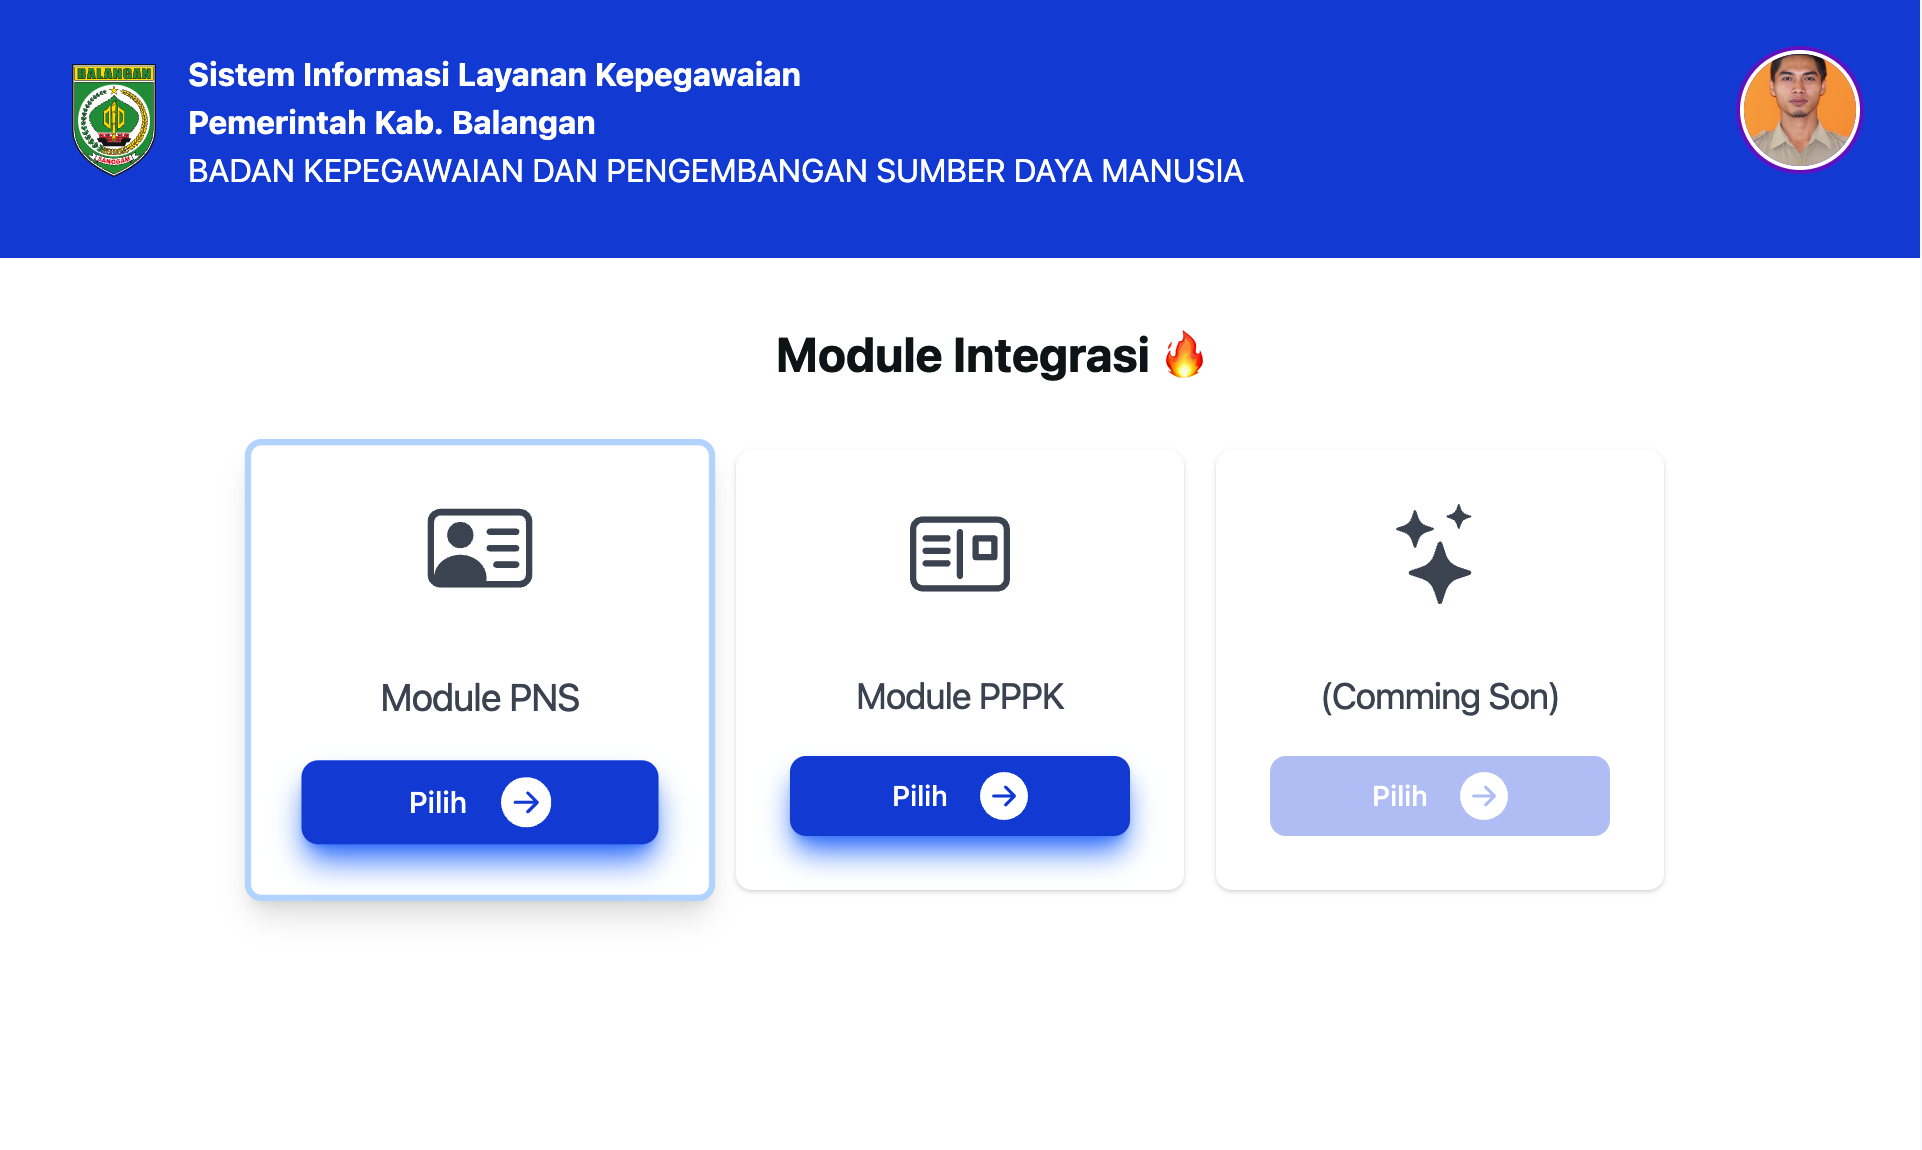 BALANGAN
SANGGAM
Sistem Informasi Layanan Kepegawaian
Pemerintah Kab. Balangan
BADAN KEPEGAWAIAN DAN PENGEMBANGAN SUMBER DAYA MANUSIA
Module Integrasi 🔥
Module PNS
Pilih
Module PPPK
Pilih
(Comming Son)
Pilih